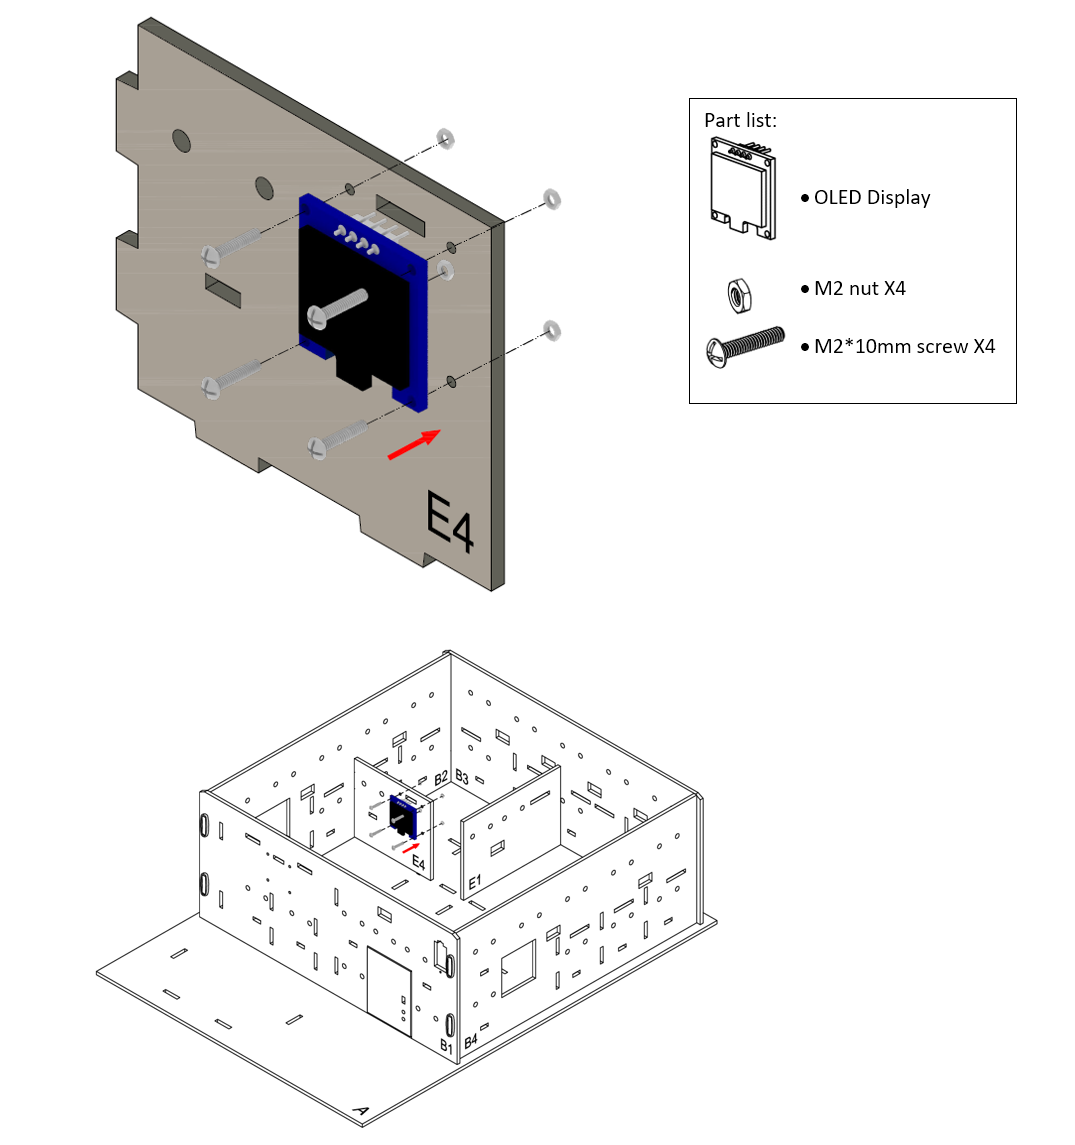 Part list:
• OLED Display
• M2 nut X4
• M2*10mm screw X4
E4
B2
B3
E4
E1
B1
B4
A